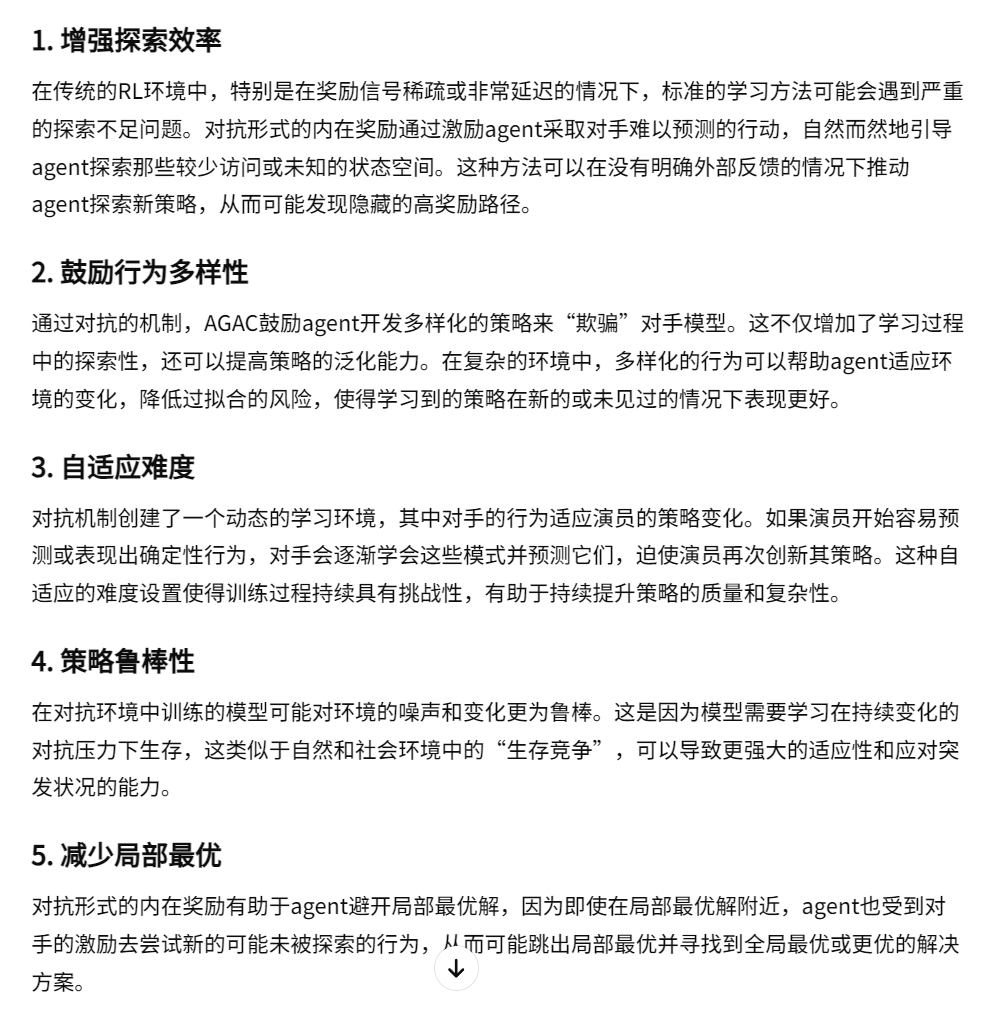 1. 增强探索效率
在传统的RL环境中，特别是在奖励信号稀疏或非常延迟的情况下，标准的学习方法可能会遇到严重
的探索不足问题。对抗形式的内在奖励通过激励agent采取对手难以预测的行动，自然而然地引导
agent探索那些较少访问或未知的状态空间。这种方法可以在没有明确外部反馈的情况下推动
agent探索新策略，从而可能发现隐藏的高奖励路径。
2. 鼓励行为多样性
通过对抗的机制，AGAC鼓励agent开发多样化的策略来“欺骗”对手模型。这不仅增加了学习过程
中的探索性，还可以提高策略的泛化能力。在复杂的环境中，多样化的行为可以帮助agent适应环
境的变化，降低过拟合的风险，使得学习到的策略在新的或未见过的情况下表现更好。
3. 自适应难度
对抗机制创建了一个动态的学习环境，其中对手的行为适应演员的策略变化。如果演员开始容易预
测或表现出确定性行为，对手会逐渐学会这些模式并预测它们，迫使演员再次创新其策略。这种自
适应的难度设置使得训练过程持续具有挑战性，有助于持续提升策略的质量和复杂性。
4. 策略鲁棒性
在对抗环境中训练的模型可能对环境的噪声和变化更为鲁棒。这是因为模型需要学习在持续变化的
对抗压力下生存，这类似于自然和社会环境中的“生存竞争”，可以导致更强大的适应性和应对突
发状况的能力。
5. 减少局部最优
对抗形式的内在奖励有助于agent避开局部最优解，因为即使在局部最优解附近，agent也受到对
手的激励去尝试新的可能未被探索的行为，从而可能跳出局部最优并寻找到全局最优或更优的解决
方案。